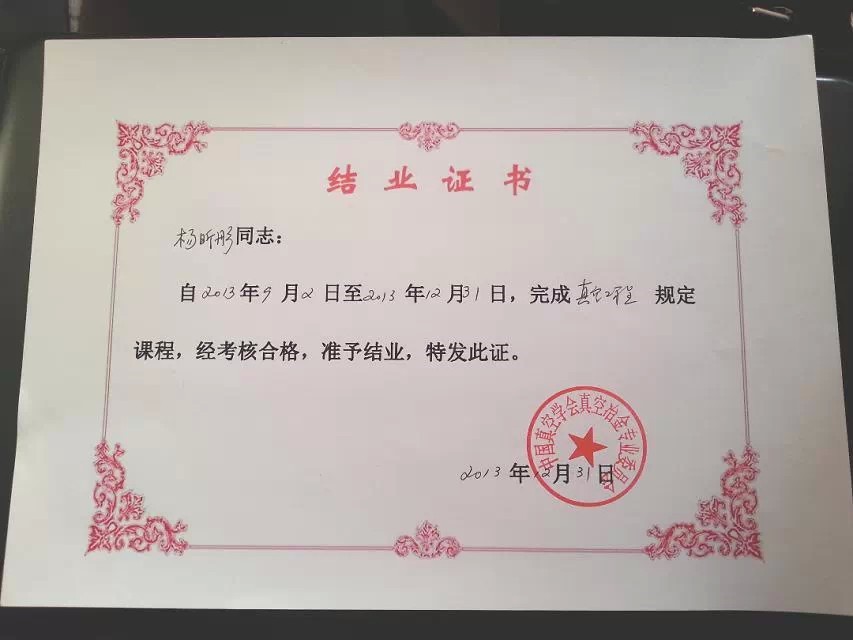 结业证书
杨昕彤同志：
自2013年9月2日至2013年12月31日，完成真空工程 规定
课程，经考核合格，准予结业，特发此证。
中国真空学会真空冶金专业委员会
2013年12月31日